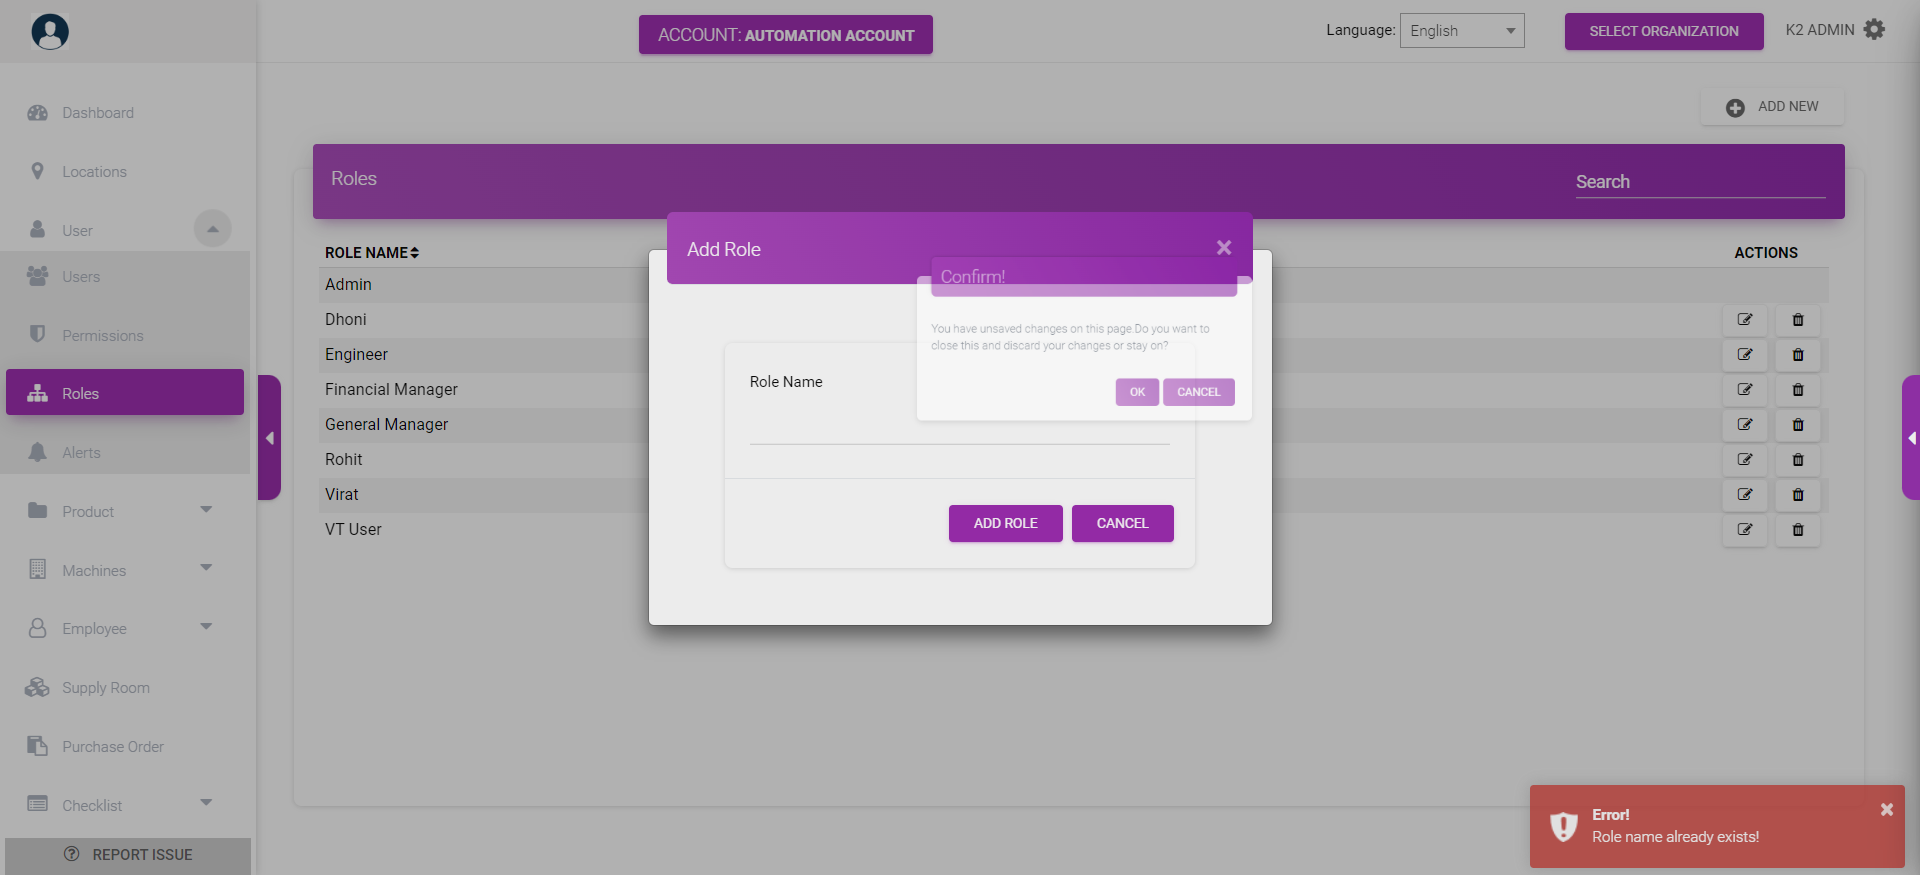 ACCOUNT: AUTOMATION ACCOUNT
Language: English
SELECT ORGANIZATION
K2 ADMIN
Dashboard
Locations
User
Users
Permissions
Roles
Alerts
Product
Machines
Employee
Supply Room
Purchase Order
Checklist
REPORT ISSUE
ADD NEW
Roles
Search
ROLE NAME
ACTIONS
Admin
Dhoni
Engineer
Financial Manager
General Manager
Rohit
Virat
VT User
Add Role
Confirm!
You have unsaved changes on this page.Do you want to
close this and discard your changes or stay on?
OK
CANCEL
Role Name
ADD ROLE
CANCEL
Error!
Role name already exists!